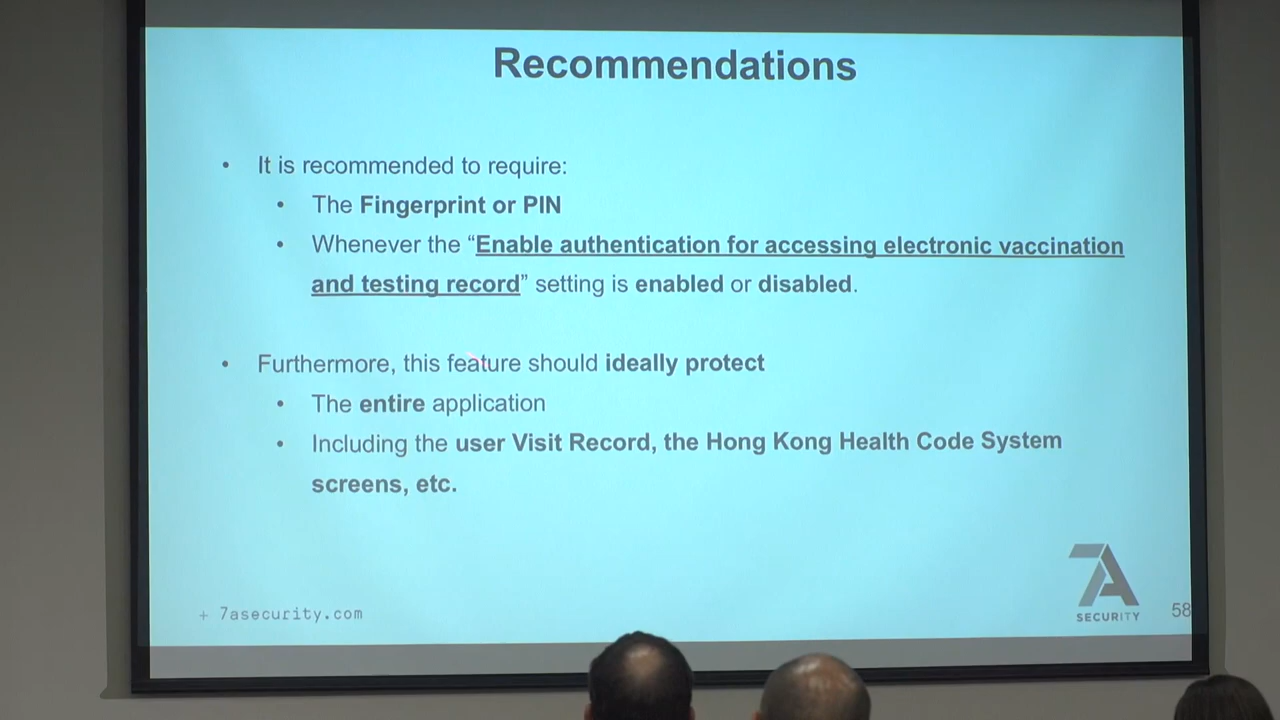 Recommendations
• It is recommended to require:
• The Fingerprint or PIN
• Whenever the “Enable authentication for accessing electronic vaccination
and testing record” setting is enabled or disabled.
• Furthermore, this feature should ideally protect
• The entire application
• Including the user Visit Record, the Hong Kong Health Code System
screens, etc.
+ 7asecurity.com
7A
SECURITY
58